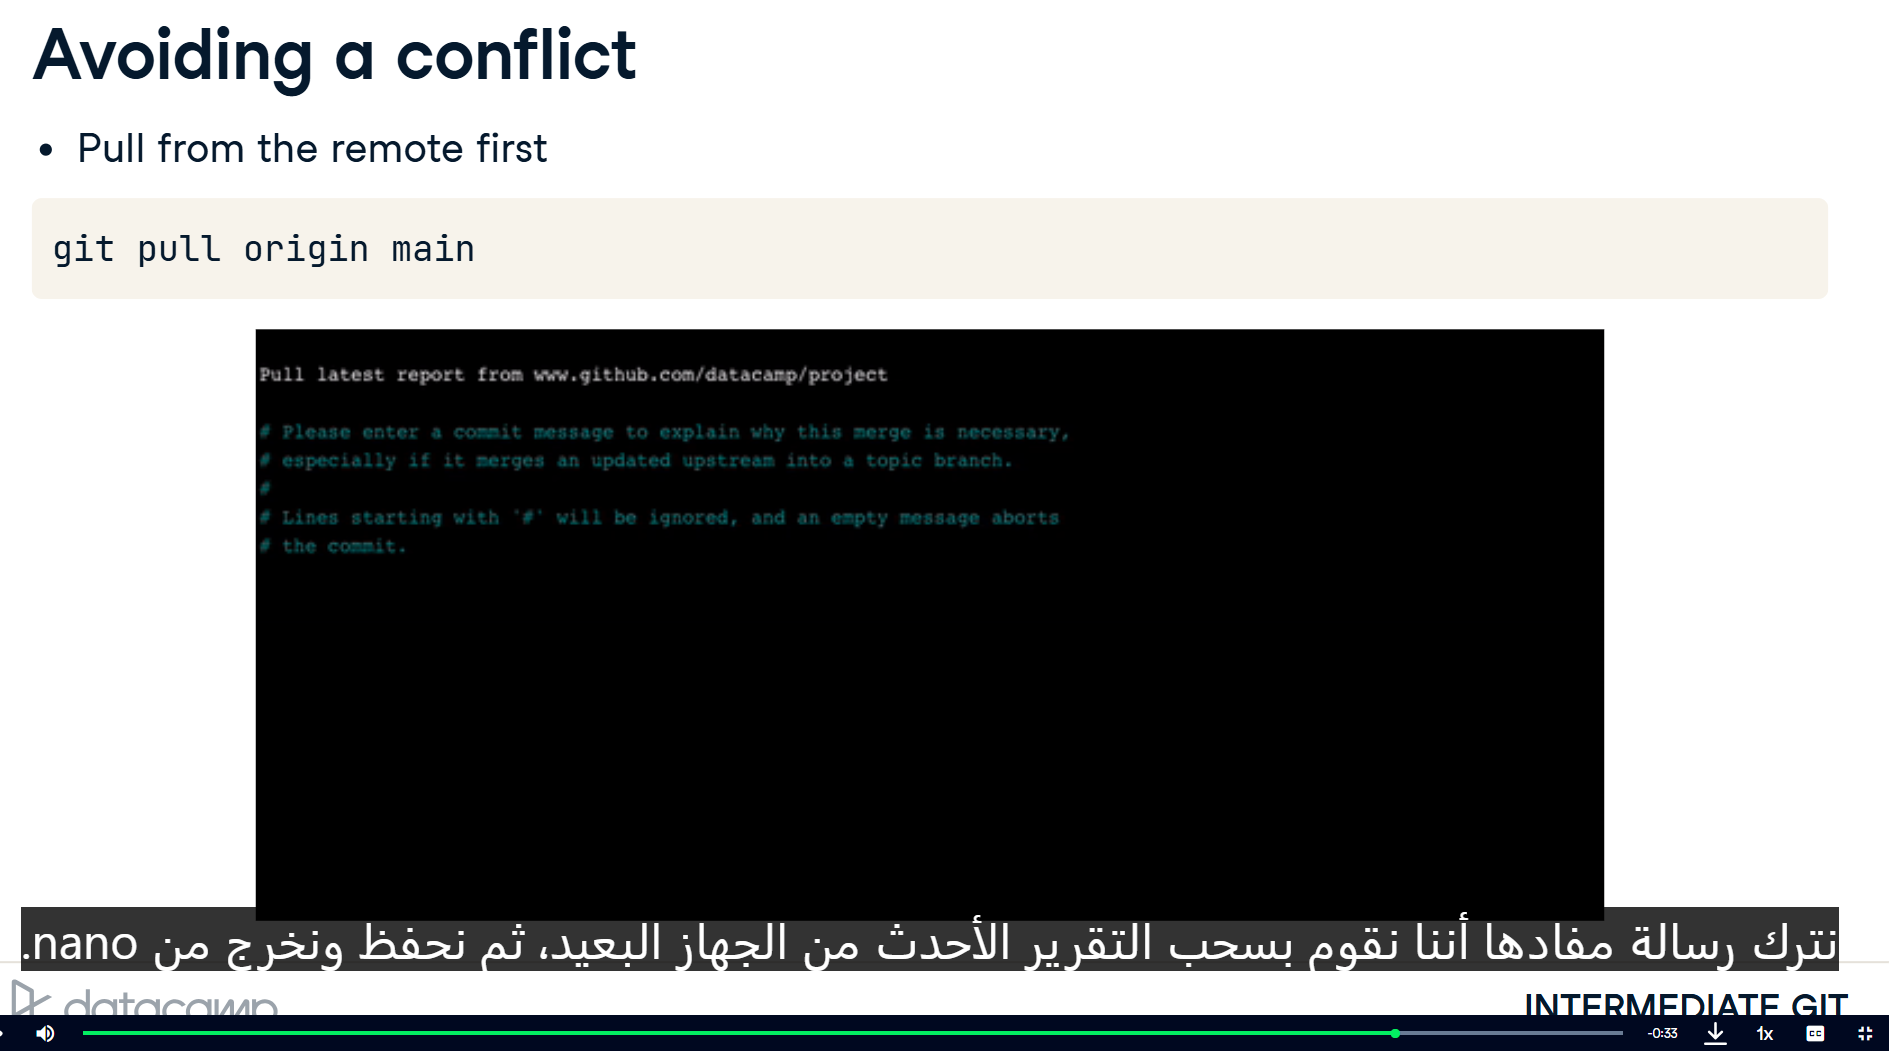 Avoiding a conflict
• Pull from the remote first
git pull origin main
Pull latest report from www.github.com/datacamp/project
# Please enter a commit message to explain why this merge is necessary,
# especially if it merges an updated upstream into a topic branch.
#
# Lines starting with '#' will be ignored, and an empty message aborts
# the commit.
نترك رسالة مفادها أننا نقوم بسحب التقرير الأحدث من الجهاز البعيد، ثم نحفظ ونخرج من nano.
datacamp
INTERMEDIATE GIT
-0:33
1x
CC